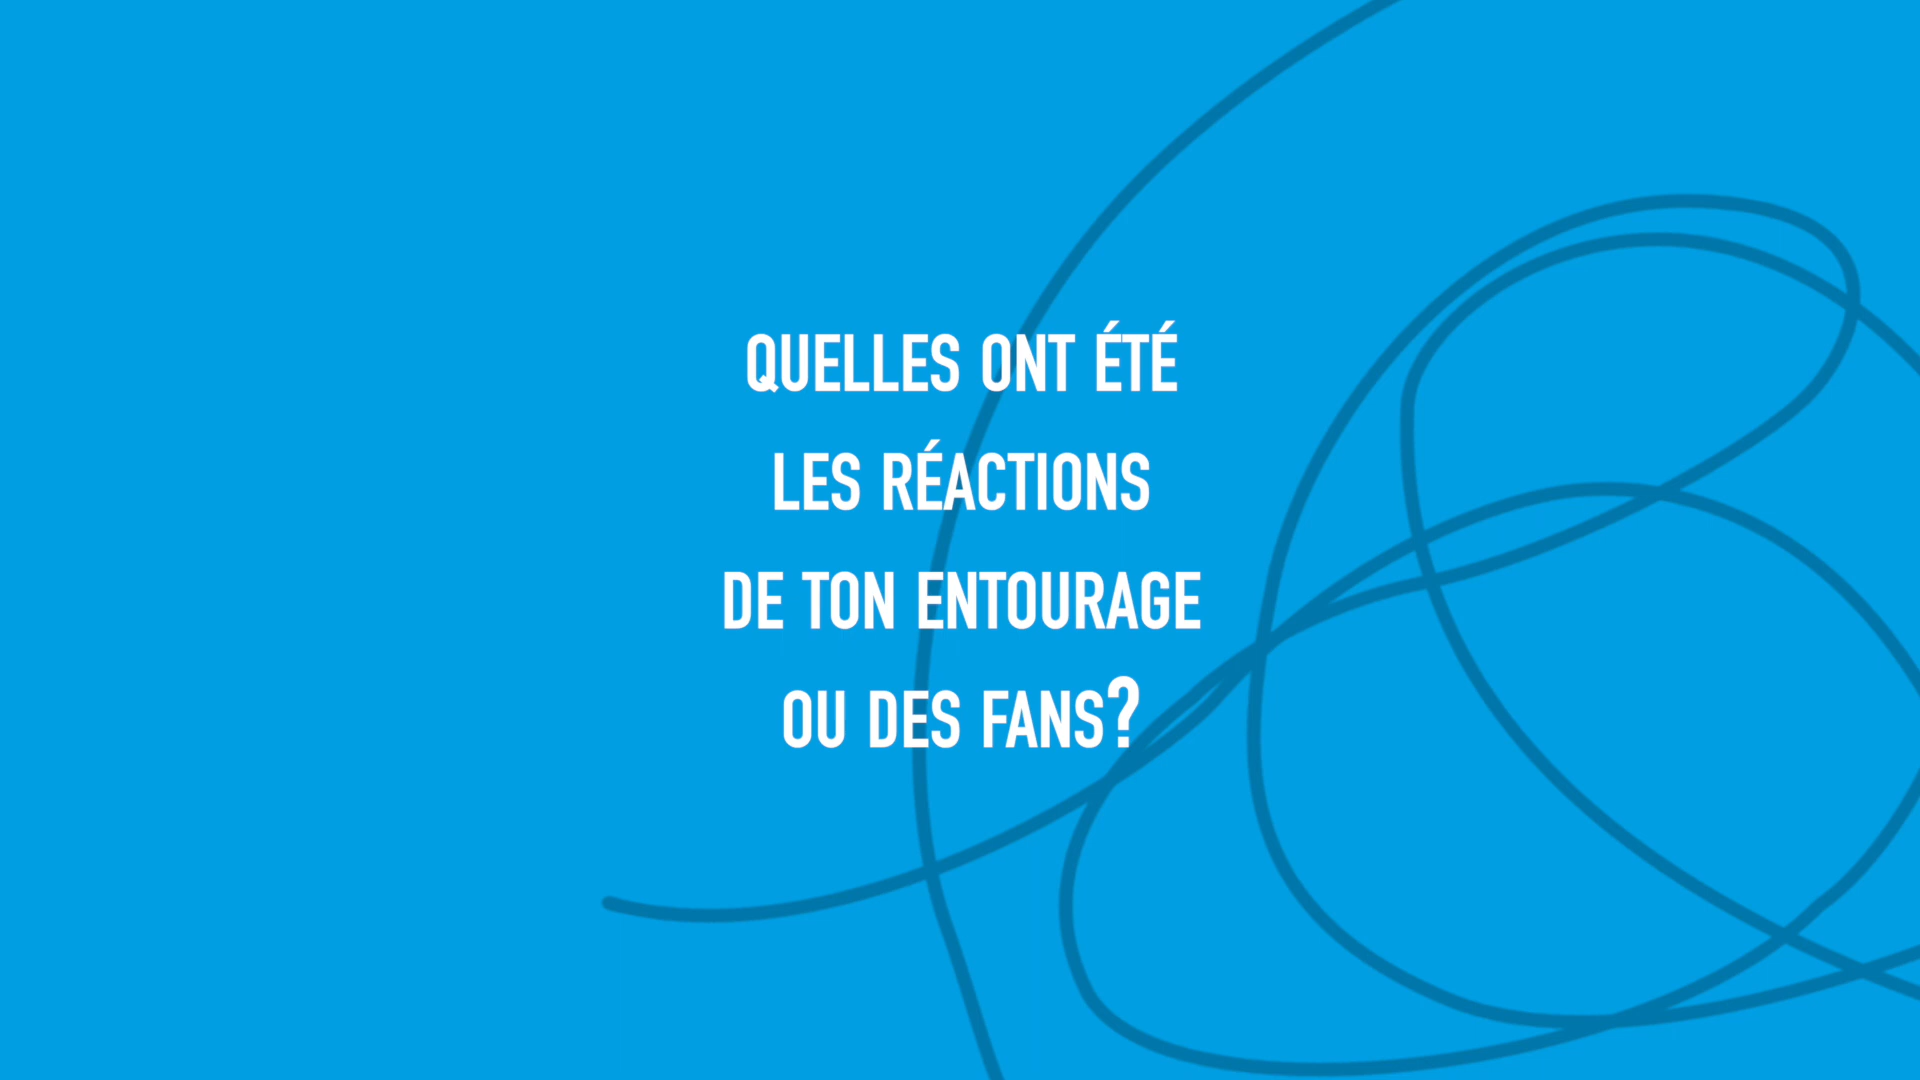 QUELLES ONT ÉTÉ
LES RÉACTIONS
DE TON ENTOURAGE
OU DES FANS?